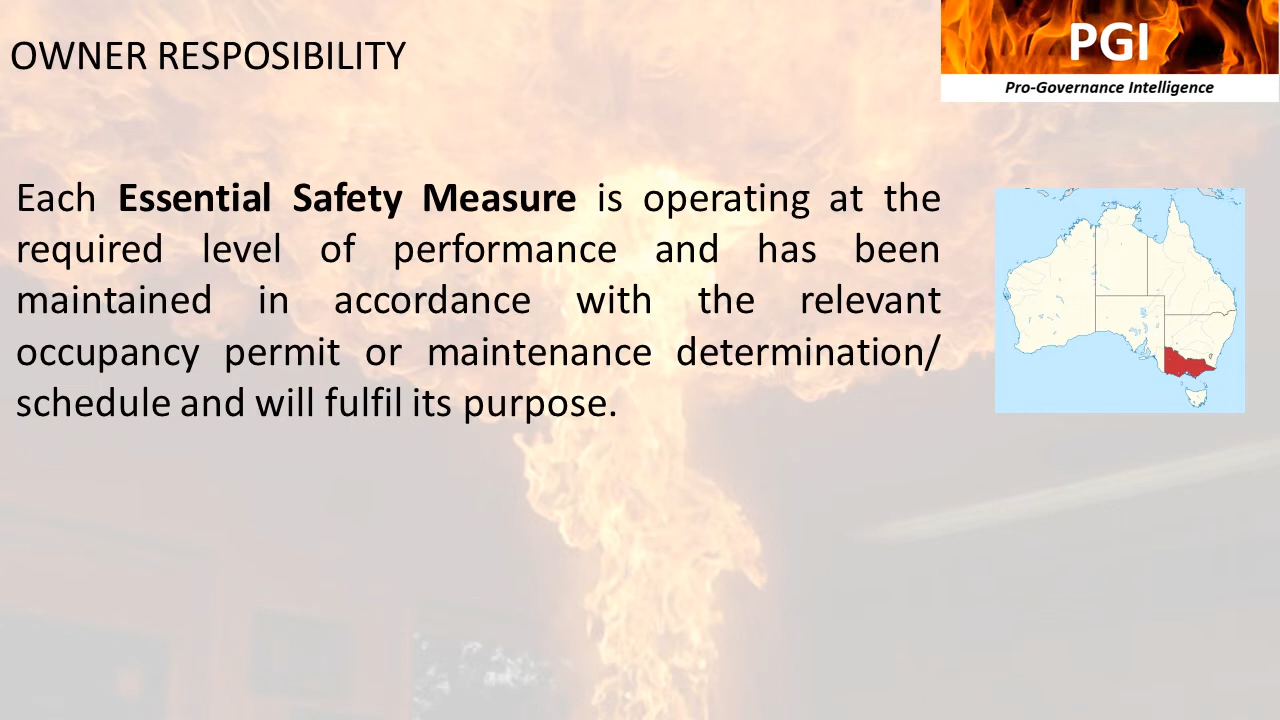 OWNER RESPOSIBILITY
PGI
Pro-Governance Intelligence
Each Essential Safety Measure is operating at the
required level of performance and has been
maintained in accordance with the relevant
occupancy permit or maintenance determination/
schedule and will fulfil its purpose.